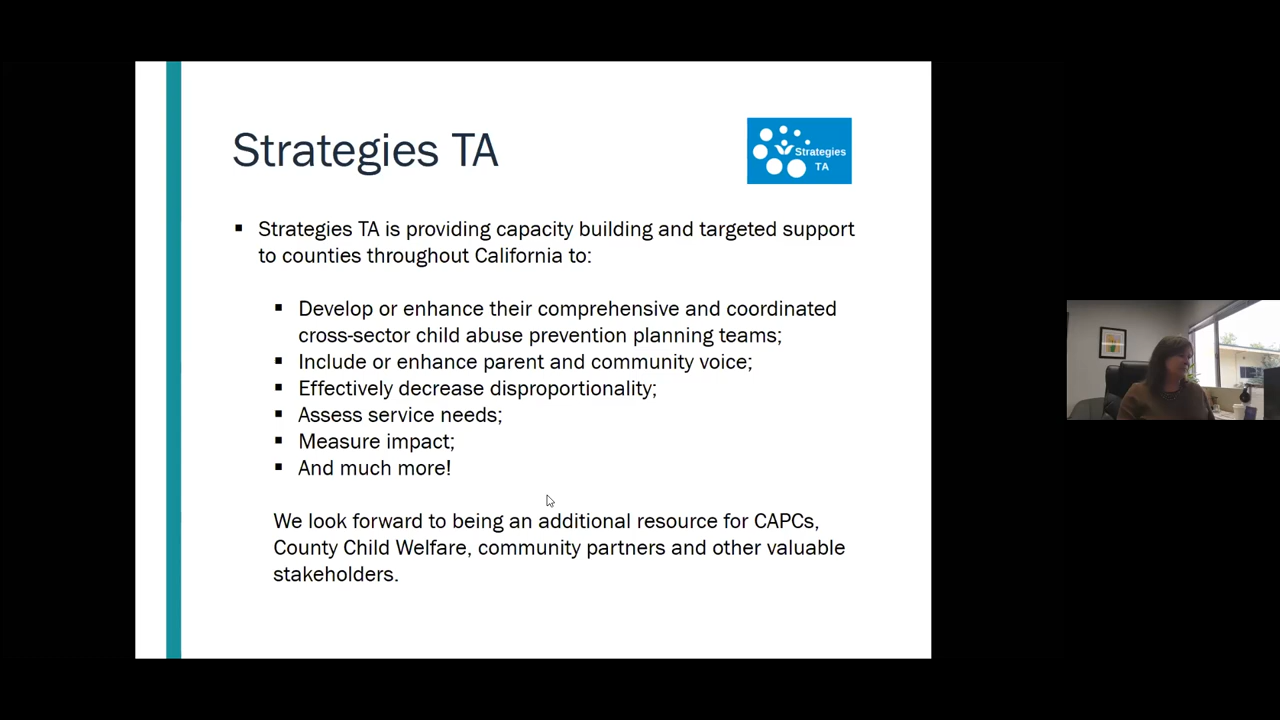 Strategies TA
Strategies
TA
▪ Strategies TA is providing capacity building and targeted support
to counties throughout California to:
▪ Develop or enhance their comprehensive and coordinated
cross-sector child abuse prevention planning teams;
▪ Include or enhance parent and community voice;
▪ Effectively decrease disproportionality;
▪ Assess service needs;
▪ Measure impact;
▪ And much more!
We look forward to being an additional resource for CAPCs,
County Child Welfare, community partners and other valuable
stakeholders.